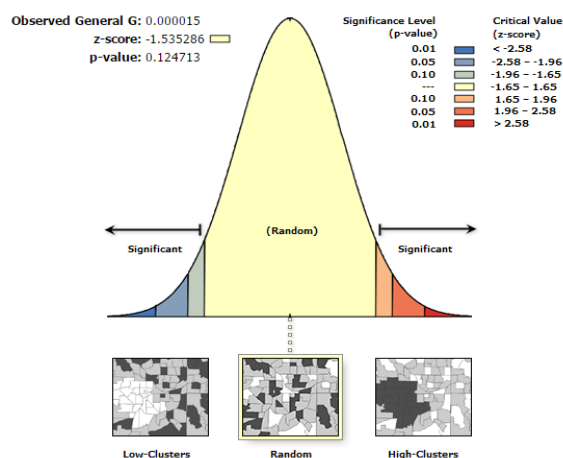 Observed General G: 0.000015
z-score: -1.535286
p-value: 0.124713
Significance Level (p-value)
Critical Value (z-score)
0.01 < -2.58
0.05 -2.58 – -1.96
0.10 -1.96 – -1.65
--- -1.65 – 1.65
0.10 1.65 – 1.96
0.05 1.96 – 2.58
0.01 > 2.58
(Random)
Significant
Significant
Low-Clusters
Random
High-Clusters